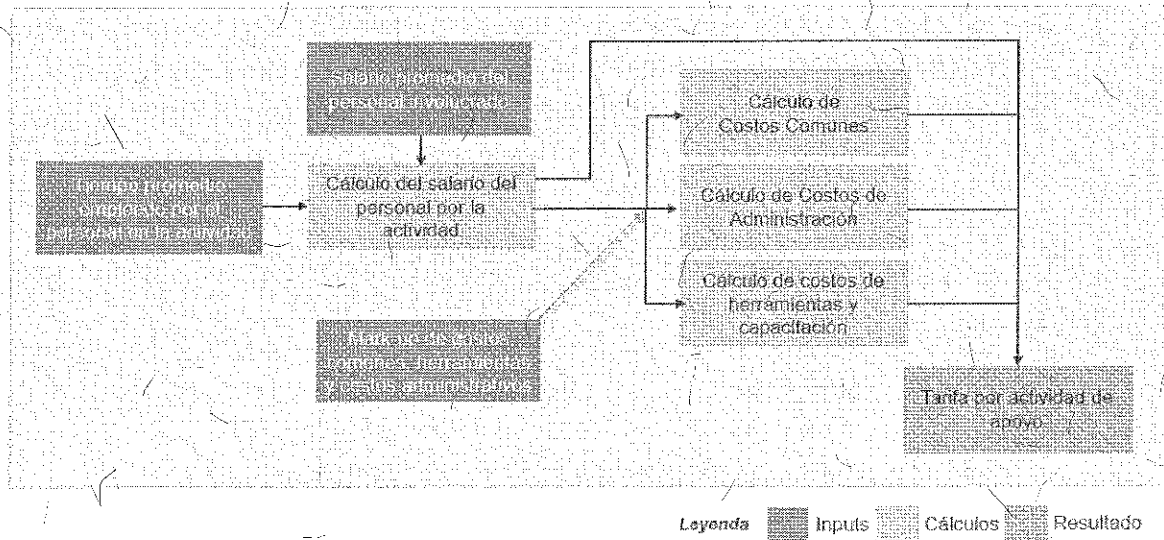 Salario promedio del
personal involucrado
Cálculo de
Costos Comunes
Tiempo promedio
empleado por el
personal en la actividad
Cálculo del salario del
personal por la
actividad
Cálculo de Costos de
Administración
Cálculo de costos de
herramientas y
capacitación
Mark up de costos
comunes, herramientas
y costos administrativos
Tarifa por actividad de
apoyo
Leyenda Inputs Cálculos Resultado